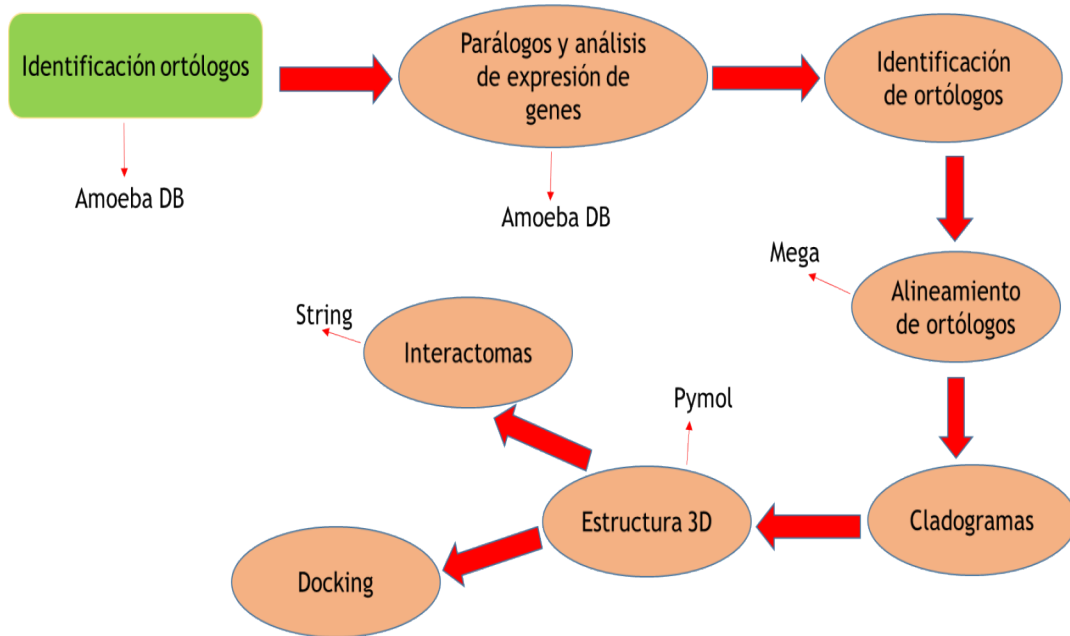 Identificación ortólogos
Amoeba DB
Parálogos y análisis
de expresión de
genes
Amoeba DB
Identificación
de ortólogos
Mega
Alineamiento
de ortólogos
Cladogramas
Pymol
Estructura 3D
String
Interactomas
Docking